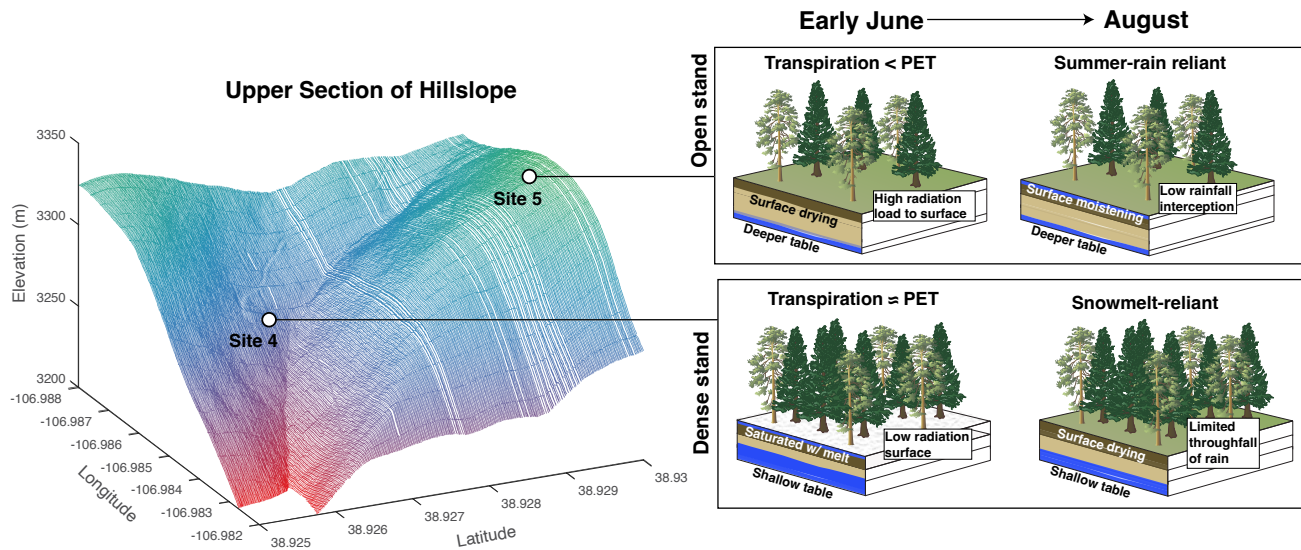 Early June
August
Upper Section of Hillslope
Elevation (m)
3350
3300
3250
3200
-106.988
-106.987
-106.986
-106.985
-106.984
-106.983
-106.982
Longitude
38.925
38.926
38.927
38.928
38.929
38.93
Latitude
Site 5
Site 4
Open stand
Transpiration < PET
Surface drying
Deeper table
High radiation
load to surface
Summer-rain reliant
Surface moistening
Deeper table
Low rainfall
interception
Dense stand
Transpiration ≈ PET
Saturated w/ melt
Shallow table
Low radiation
surface
Snowmelt-reliant
Surface drying
Shallow table
Limited
throughfall
of rain